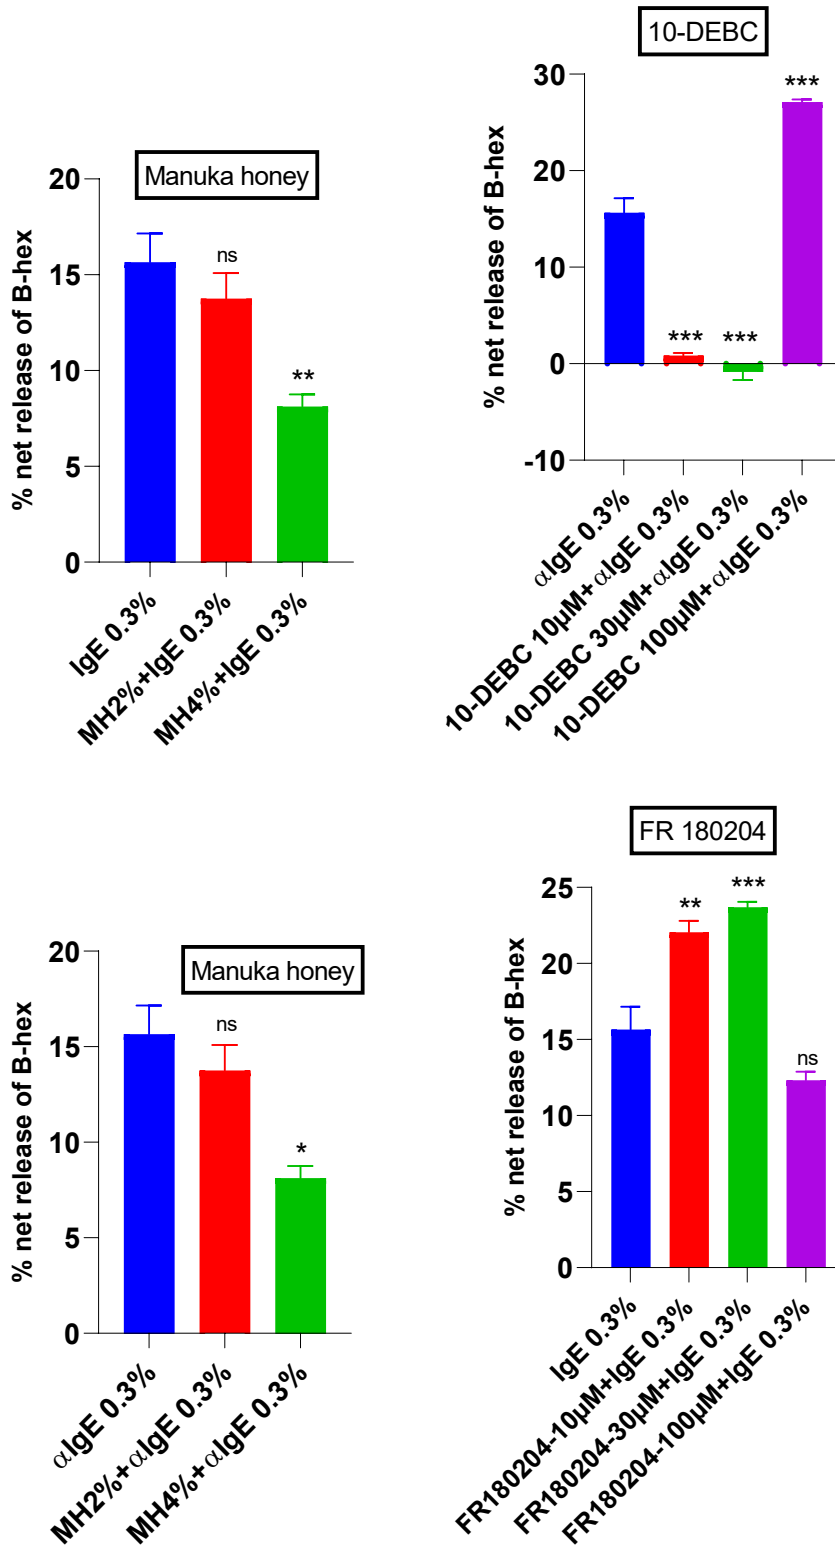 Manuka honey
% net release of B-hex
20
15
10
5
0
ns
**
IgE 0.3%
MH2%+IgE 0.3%
MH4%+IgE 0.3%
10-DEBC
% net release of B-hex
30
20
10
0
-10
***
***
***
αIgE 0.3%
10-DEBC 10µM+αIgE 0.3%
10-DEBC 30µM+αIgE 0.3%
10-DEBC 100µM+αIgE 0.3%
Manuka honey
% net release of B-hex
20
15
10
5
0
ns
*
αIgE 0.3%
MH2%+αIgE 0.3%
MH4%+αIgE 0.3%
FR 180204
% net release of B-hex
25
20
15
10
5
0
**
***
ns
IgE 0.3%
FR180204-10µM+IgE 0.3%
FR180204-30µM+IgE 0.3%
FR180204-100µM+IgE 0.3%